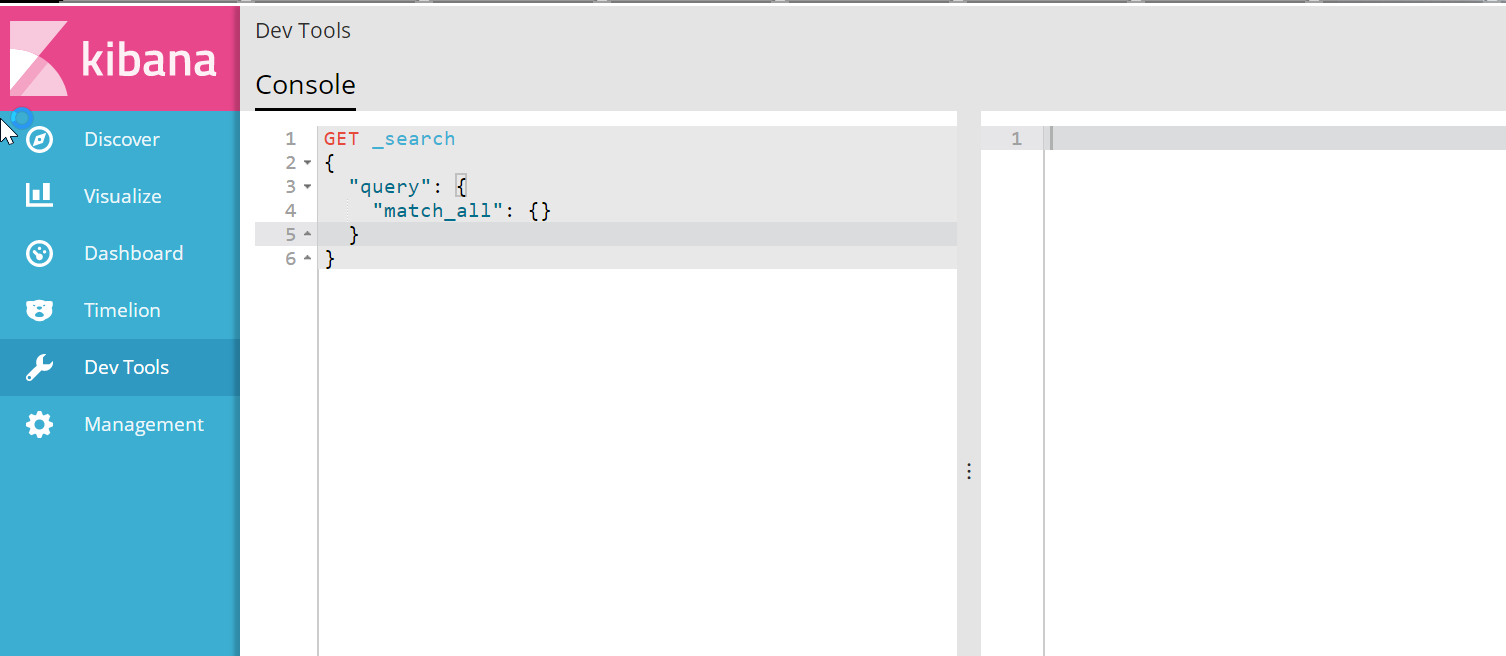 kibana
Discover
Visualize
Dashboard
Timelion
Dev Tools
Management
Dev Tools
Console
1 GET _search
2 {
3   "query": {
4     "match_all": {}
5   }
6 }
1